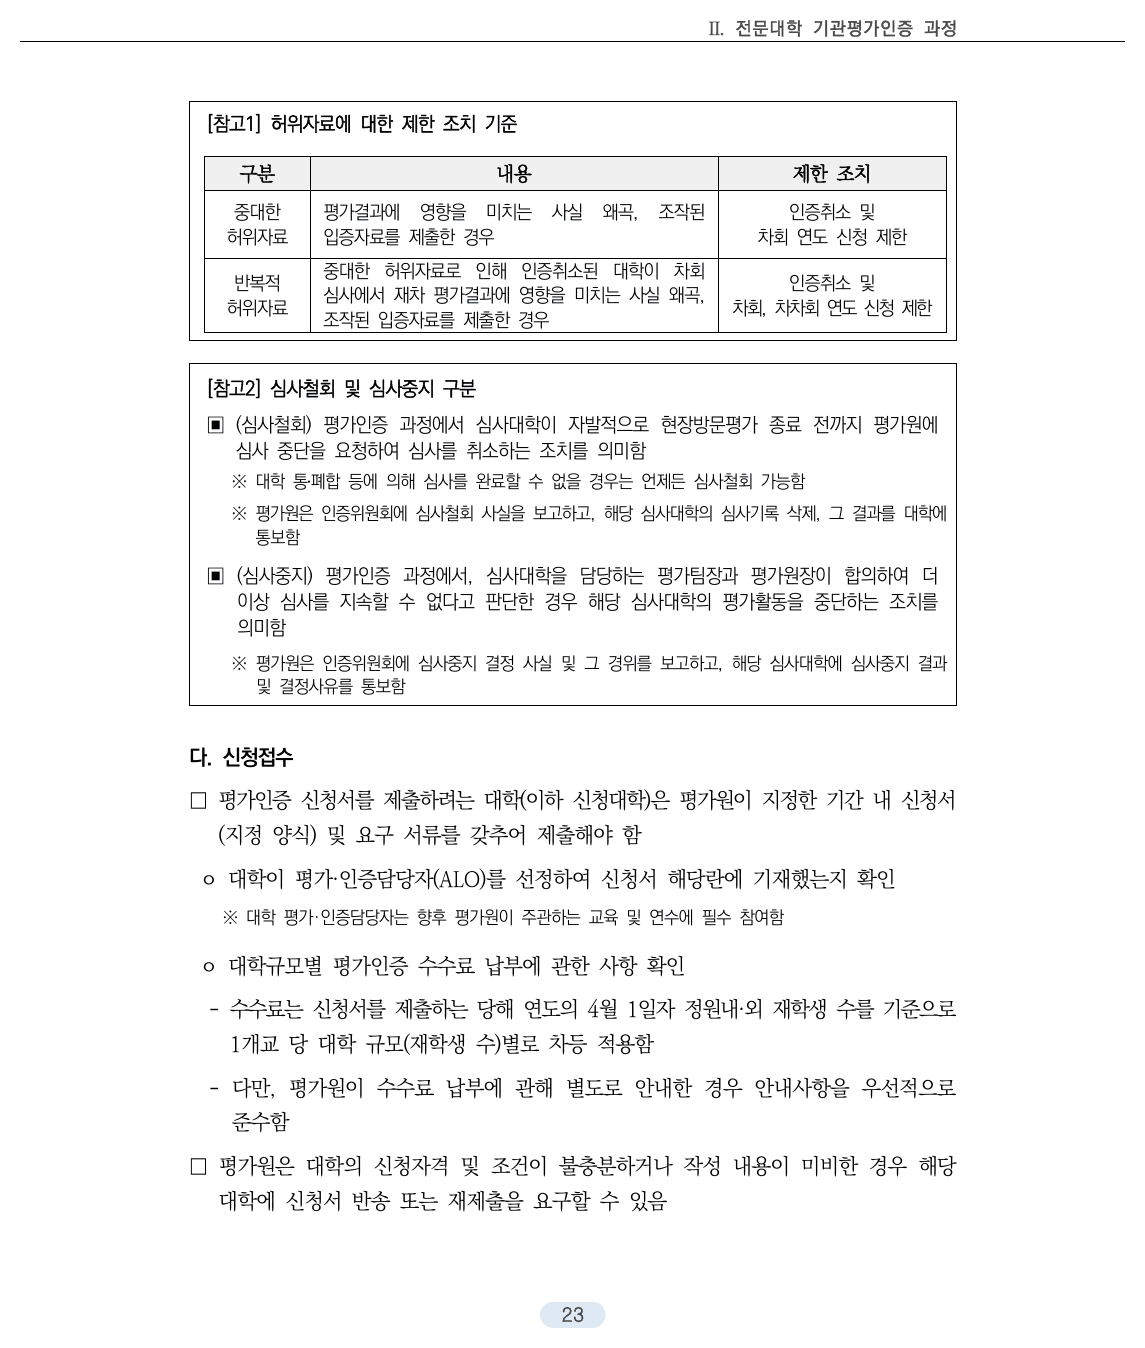 Ⅱ. 전문대학 기관평가인증 과정
[참고1] 허위자료에 대한 제한 조치 기준
구분 내용 제한 조치
중대한
허위자료
평가결과에 영향을 미치는 사실 왜곡, 조작된
입증자료를 제출한 경우
인증취소 및
차회 연도 신청 제한
반복적
허위자료
중대한 허위자료로 인해 인증취소된 대학이 차회
심사에서 재차 평가결과에 영향을 미치는 사실 왜곡,
조작된 입증자료를 제출한 경우
인증취소 및
차회, 차차회 연도 신청 제한
[참고2] 심사철회 및 심사중지 구분
▣ (심사철회) 평가인증 과정에서 심사대학이 자발적으로 현장방문평가 종료 전까지 평가원에
심사 중단을 요청하여 심사를 취소하는 조치를 의미함
※ 대학 통·폐합 등에 의해 심사를 완료할 수 없을 경우는 언제든 심사철회 가능함
※ 평가원은 인증위원회에 심사철회 사실을 보고하고, 해당 심사대학의 심사기록 삭제, 그 결과를 대학에
통보함
▣ (심사중지) 평가인증 과정에서, 심사대학을 담당하는 평가팀장과 평가원장이 합의하여 더
이상 심사를 지속할 수 없다고 판단한 경우 해당 심사대학의 평가활동을 중단하는 조치를
의미함
※ 평가원은 인증위원회에 심사중지 결정 사실 및 그 경위를 보고하고, 해당 심사대학에 심사중지 결과
및 결정사유를 통보함
다. 신청접수
□ 평가인증 신청서를 제출하려는 대학(이하 신청대학)은 평가원이 지정한 기간 내 신청서
(지정 양식) 및 요구 서류를 갖추어 제출해야 함
ㅇ 대학이 평가·인증담당자(ALO)를 선정하여 신청서 해당란에 기재했는지 확인
※ 대학 평가·인증담당자는 향후 평가원이 주관하는 교육 및 연수에 필수 참여함
ㅇ 대학규모별 평가인증 수수료 납부에 관한 사항 확인
- 수수료는 신청서를 제출하는 당해 연도의 4월 1일자 정원내·외 재학생 수를 기준으로
1개교 당 대학 규모(재학생 수)별로 차등 적용함
- 다만, 평가원이 수수료 납부에 관해 별도로 안내한 경우 안내사항을 우선적으로
준수함
□ 평가원은 대학의 신청자격 및 조건이 불충분하거나 작성 내용이 미비한 경우 해당
대학에 신청서 반송 또는 재제출을 요구할 수 있음
23